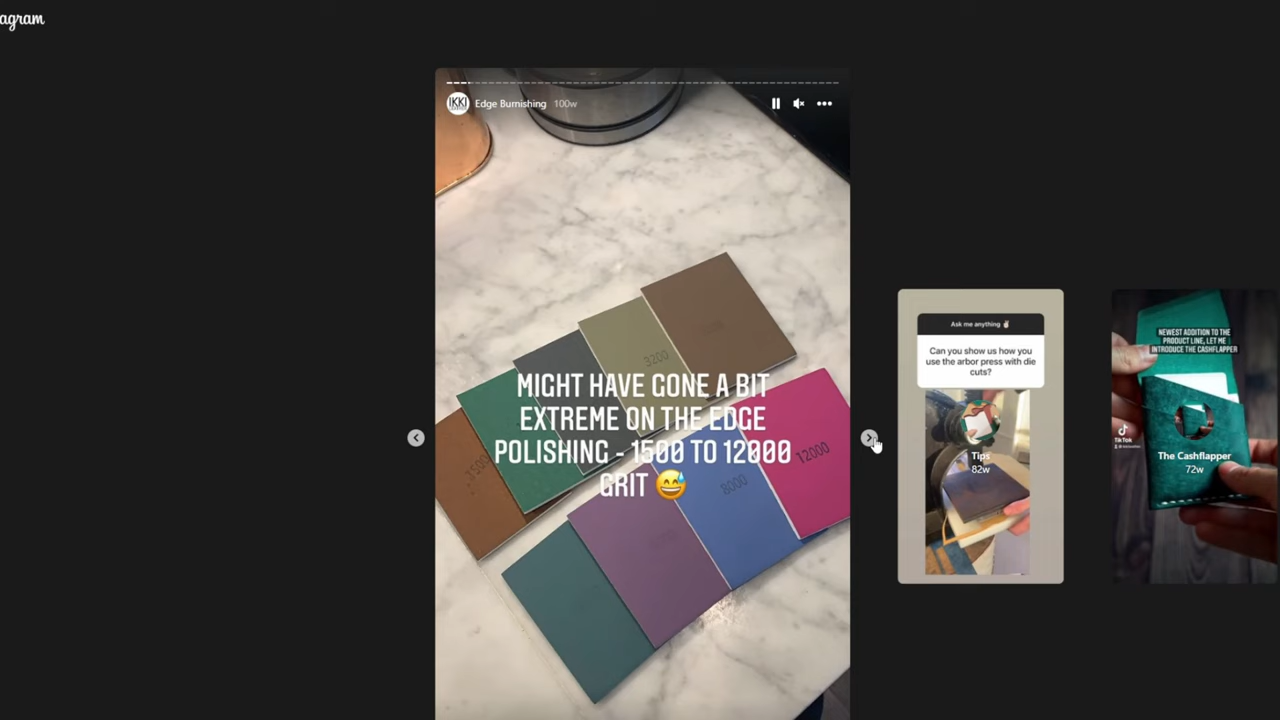 agram
IKKI
Edge Burnishing 100w
3200
MIGHT HAVE GONE A BIT
EXTREME ON THE EDGE
POLISHING - 1500 TO 12000
GRIT 😅
1500
8000
12000
Ask me anything ✌🏻
Can you show us how you
use the arbor press with die
cuts?
Tips
82w
NEWEST ADDITION TO THE
PRODUCT LINE, LET ME
INTRODUCE THE CASHFLAPPER
TikTok
The Cashflapper
72w